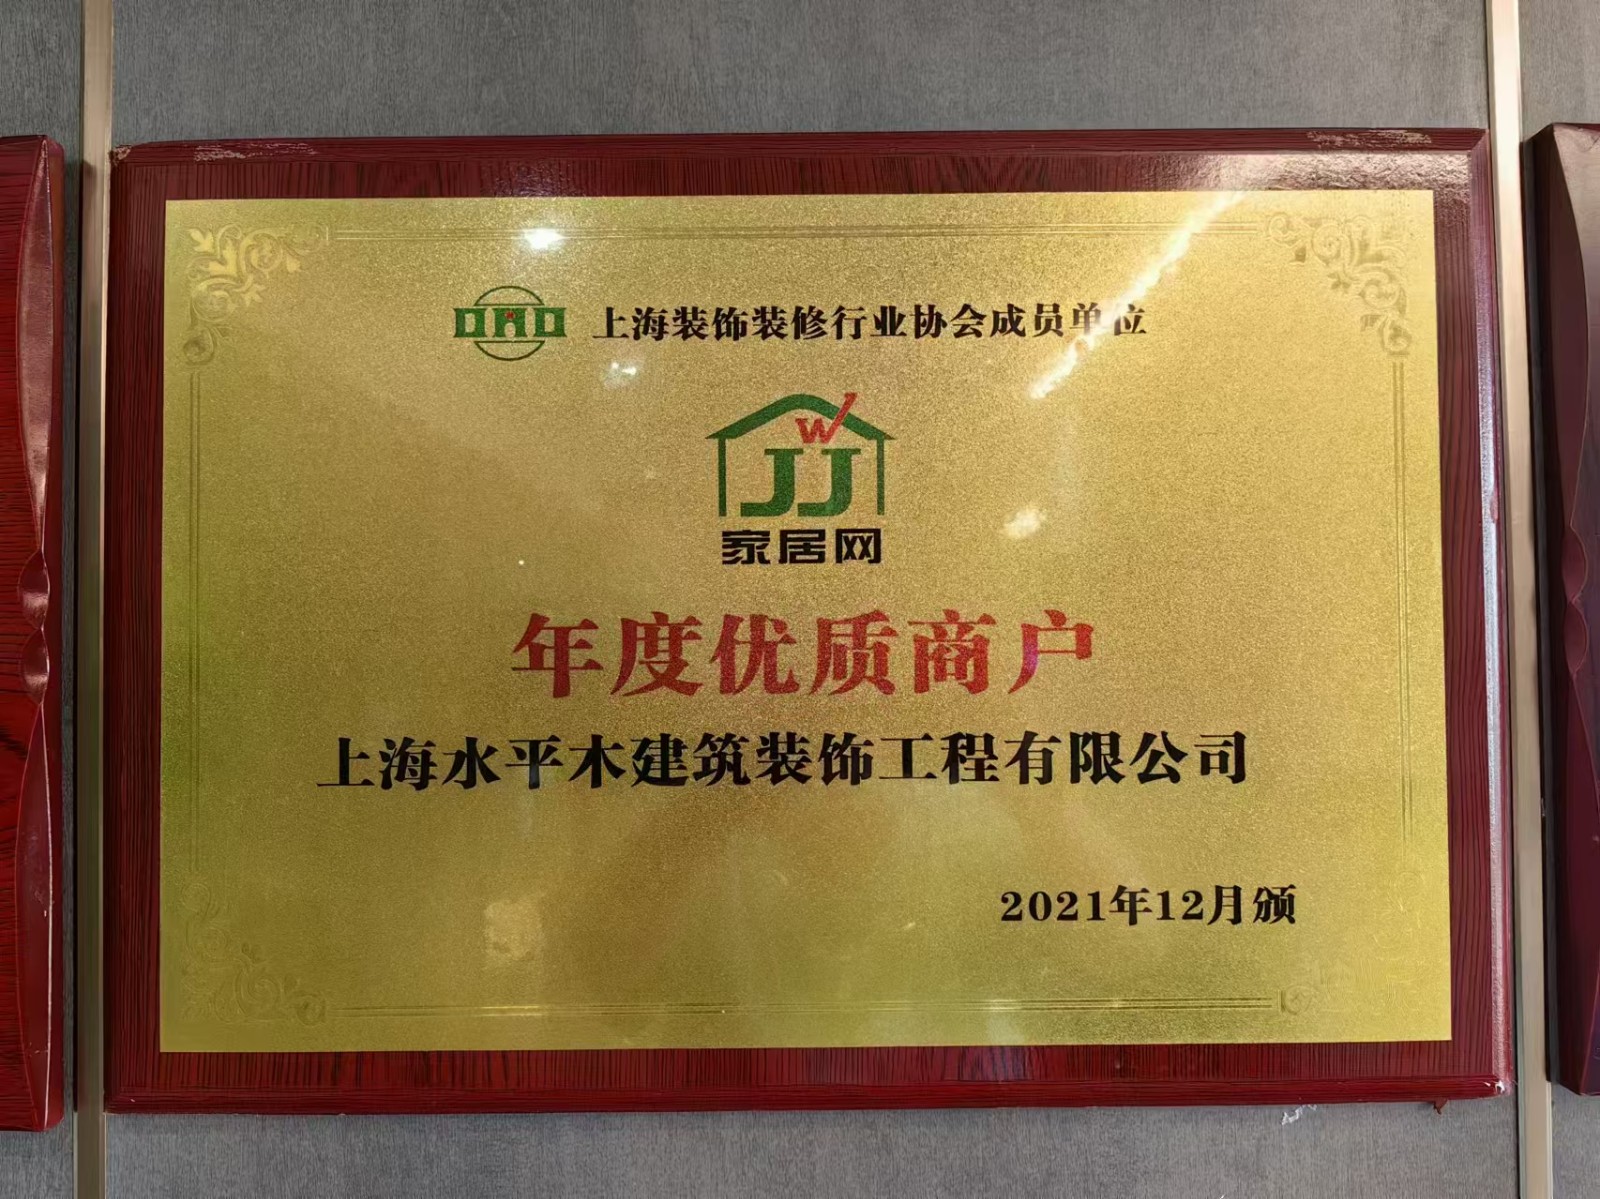 上海装饰装修行业协会成员单位
W
JJ
家居网
年度优质商户
上海水平木建筑装饰工程有限公司
2021年12月颁